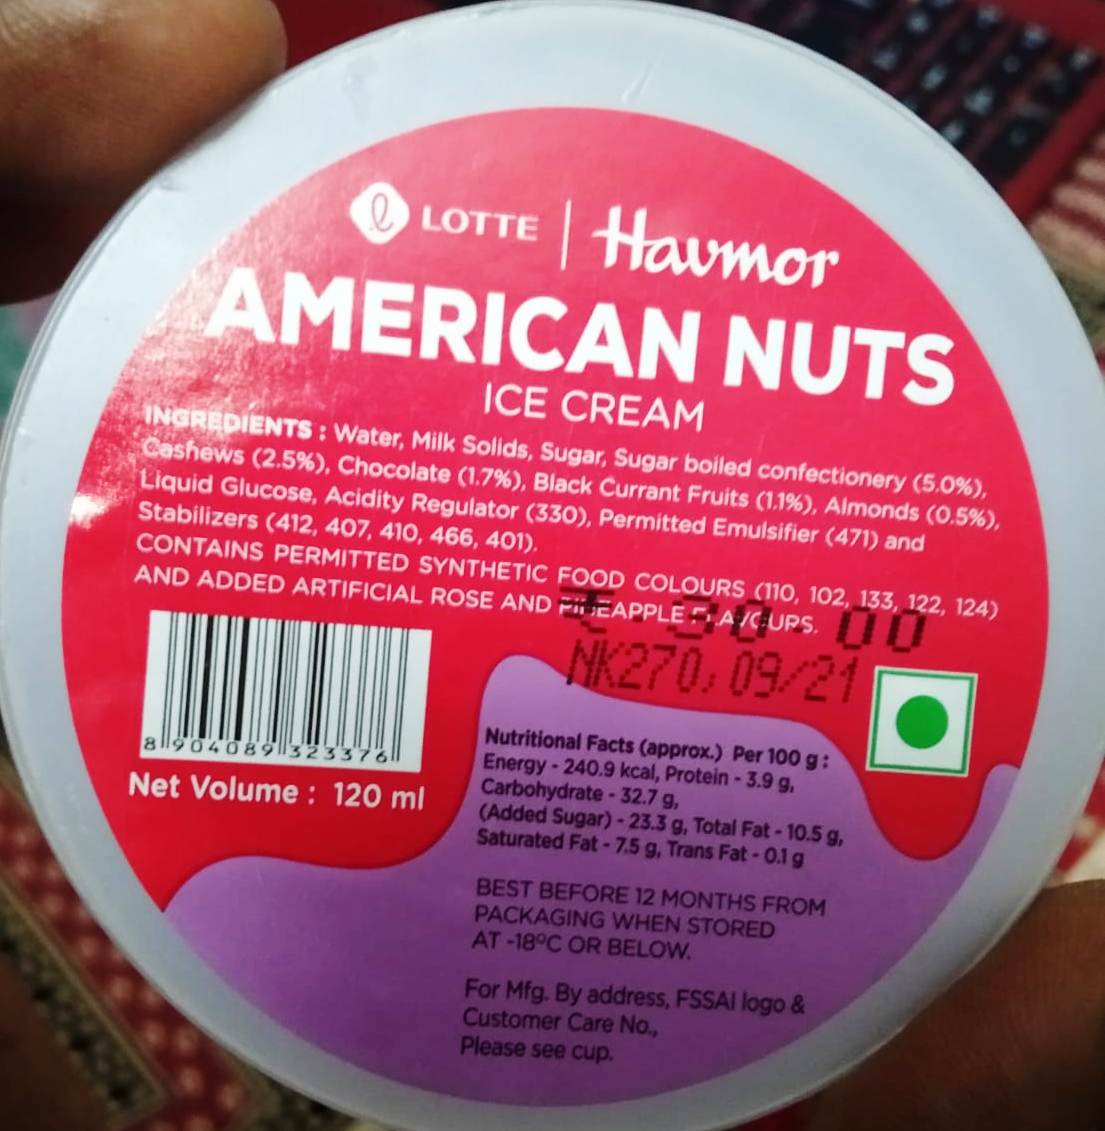 LOTTE | Havmor
AMERICAN NUTS
ICE CREAM
INGREDIENTS : Water, Milk Solids, Sugar, Sugar boiled confectionery (5.0%),
Cashews (2.5%), Chocolate (1.7%), Black Currant Fruits (1.1%), Almonds (0.5%),
Liquid Glucose, Acidity Regulator (330), Permitted Emulsifier (471) and
Stabilizers (412, 407, 410, 466, 401).
CONTAINS PERMITTED SYNTHETIC FOOD COLOURS (110, 102, 133, 122, 124)
AND ADDED ARTIFICIAL ROSE AND PINEAPPLE FLAVOURS.
₹ - 30 - 00
NK270, 09/21
8 904089 323376
Net Volume : 120 ml
Nutritional Facts (approx.) Per 100 g :
Energy - 240.9 kcal, Protein - 3.9 g,
Carbohydrate - 32.7 g,
(Added Sugar) - 23.3 g, Total Fat - 10.5 g,
Saturated Fat - 7.5 g, Trans Fat - 0.1 g
BEST BEFORE 12 MONTHS FROM
PACKAGING WHEN STORED
AT -18°C OR BELOW.
For Mfg. By address, FSSAI logo &
Customer Care No.,
Please see cup.